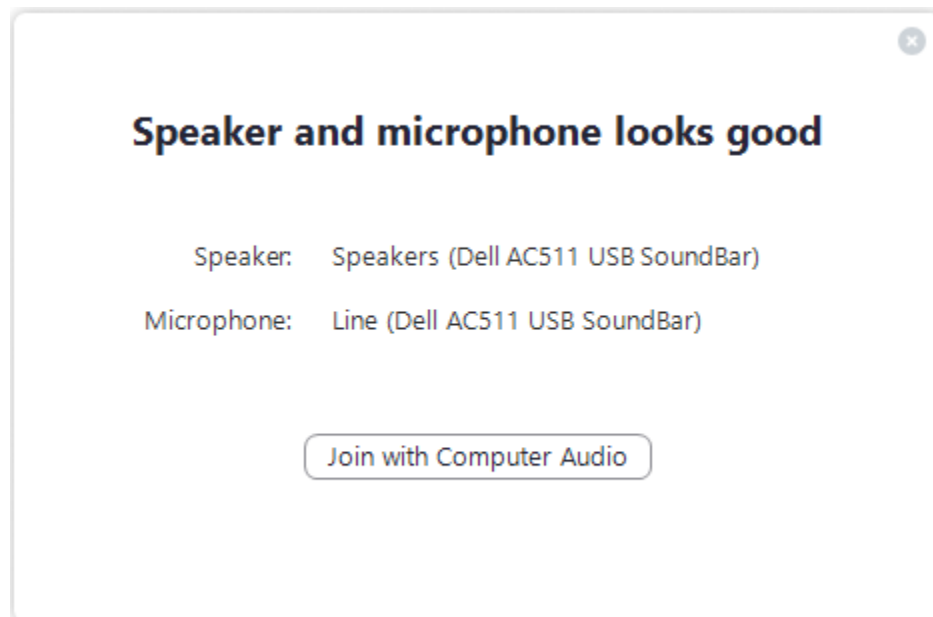 Speaker and microphone looks good
Speaker: Speakers (Dell AC511 USB SoundBar)
Microphone: Line (Dell AC511 USB SoundBar)
Join with Computer Audio